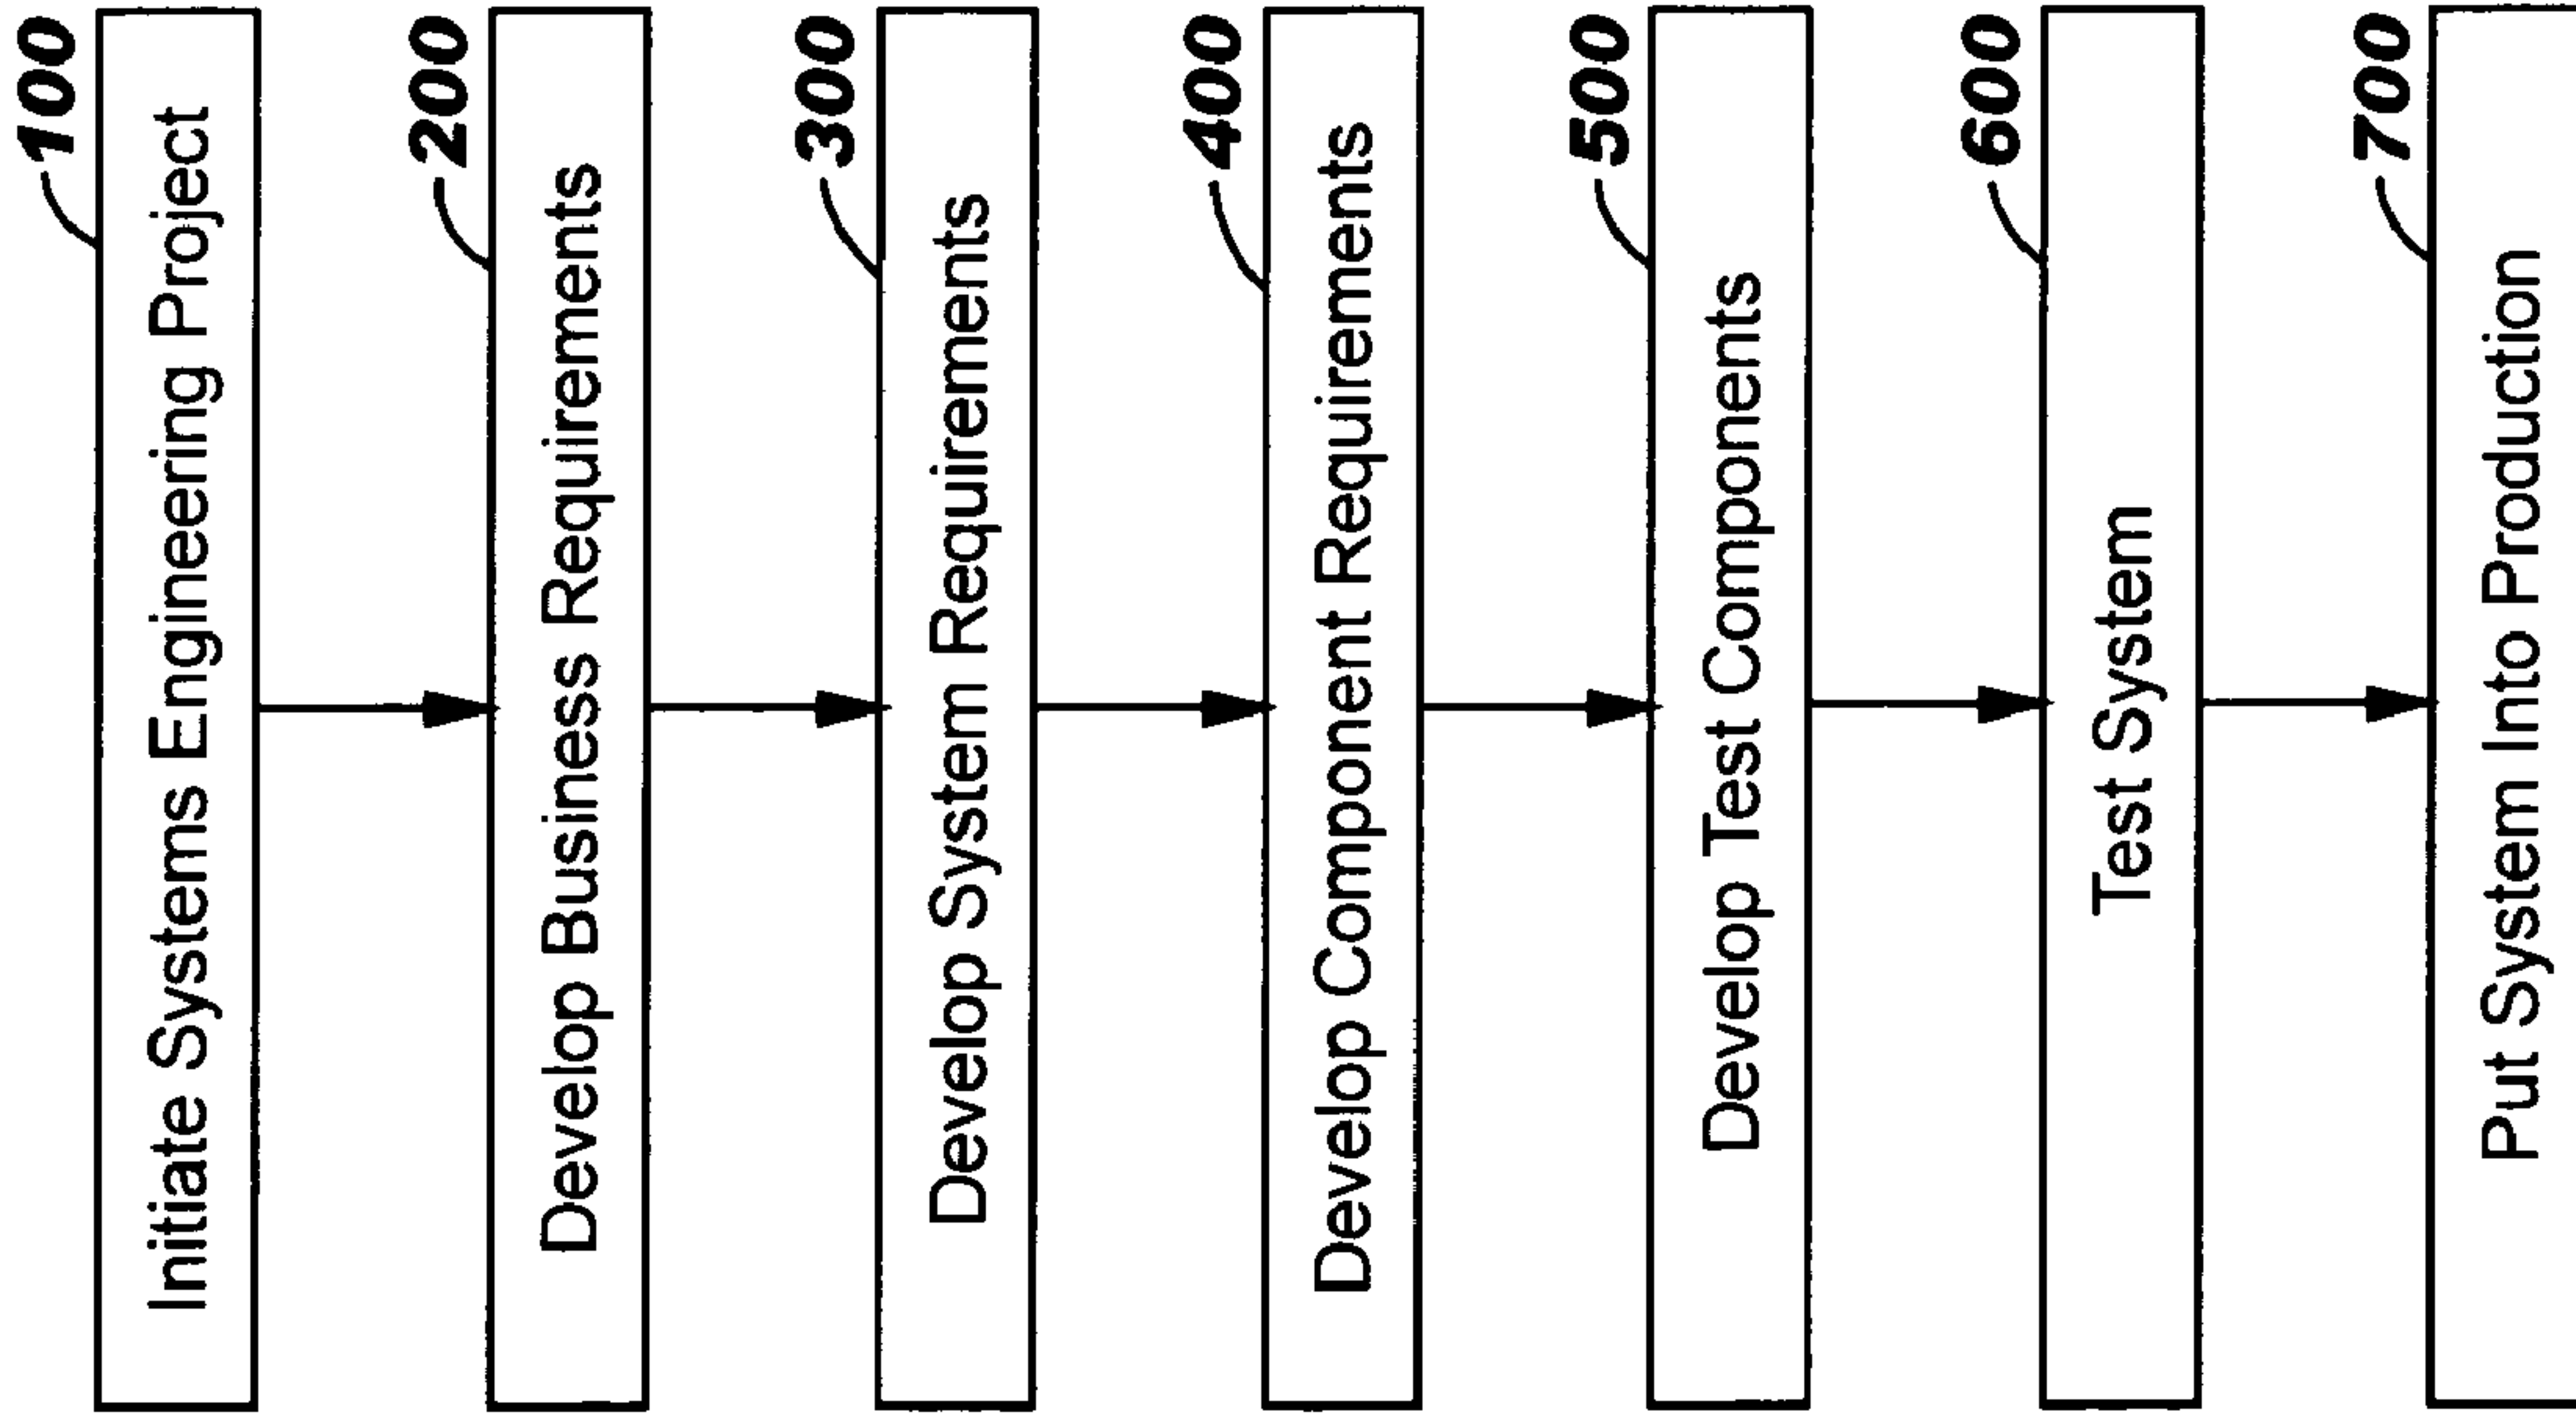 100
Initiate Systems Engineering Project
200
Develop Business Requirements
300
Develop System Requirements
400
Develop Component Requirements
500
Develop Test Components
600
Test System
700
Put System Into Production